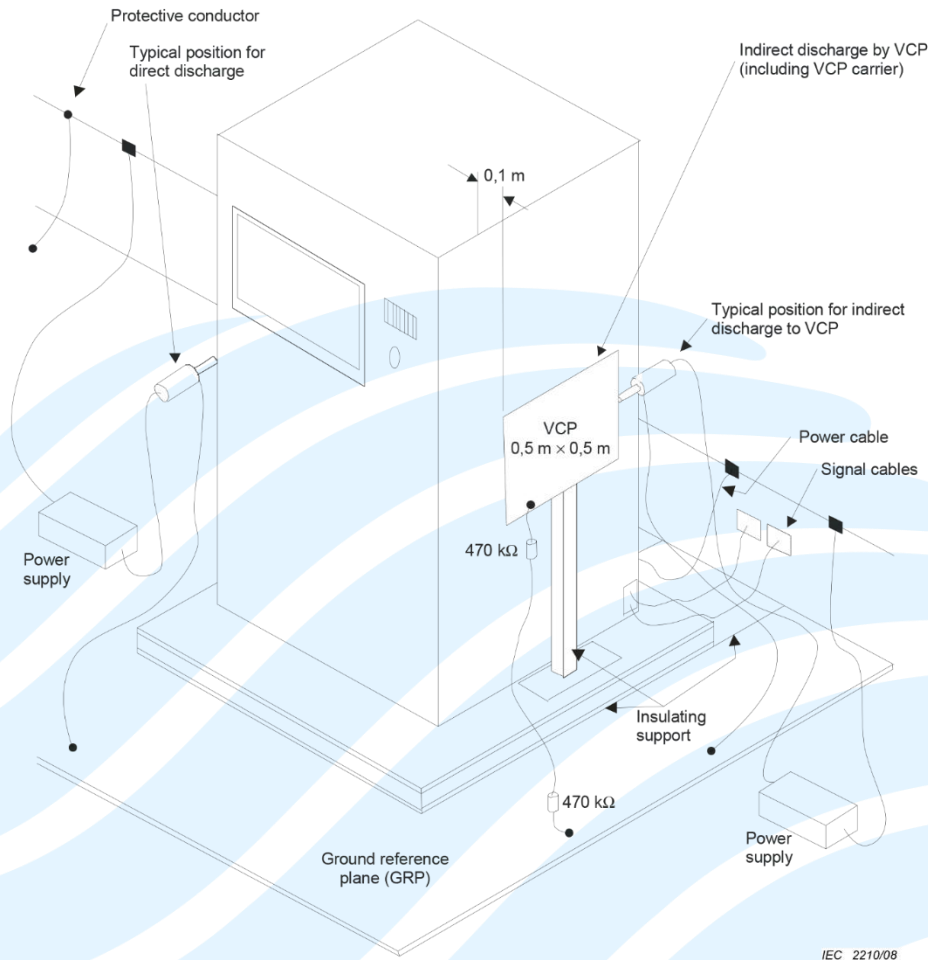 Protective conductor
Typical position for
direct discharge
Indirect discharge by VCP
(including VCP carrier)
0,1 m
Typical position for indirect
discharge to VCP
VCP
0,5 m × 0,5 m
Power cable
Signal cables
470 kΩ
Power
supply
Insulating
support
470 kΩ
Ground reference
plane (GRP)
Power
supply
IEC 2210/08